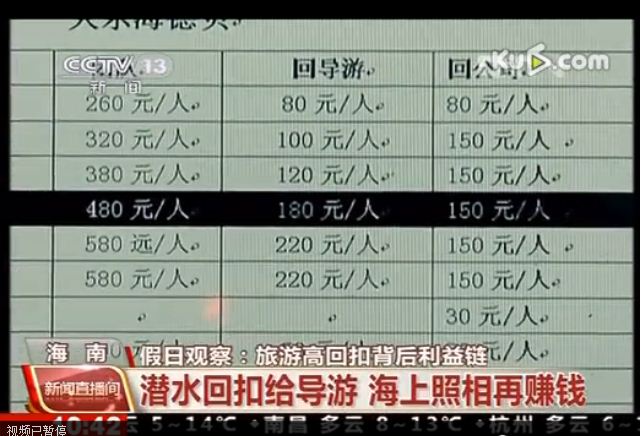 CCTV 13
新闻
ku6.com
回导游 回公司
260 元/人 80 元/人 80 元/人
320 元/人 100 元/人 150 元/人
380 元/人 120 元/人 150 元/人
480 元/人 180 元/人 150 元/人
580 远/人 220 元/人 150 元/人
580 元/人 220 元/人 150 元/人
30 元/人
海南 假日观察:旅游高回扣背后利益链
新闻直播间 潜水回扣给导游 海上照相再赚钱
10:42 5~14℃ ·南昌 多云 8~13℃ ·杭州 多云 6~
视频已暂停